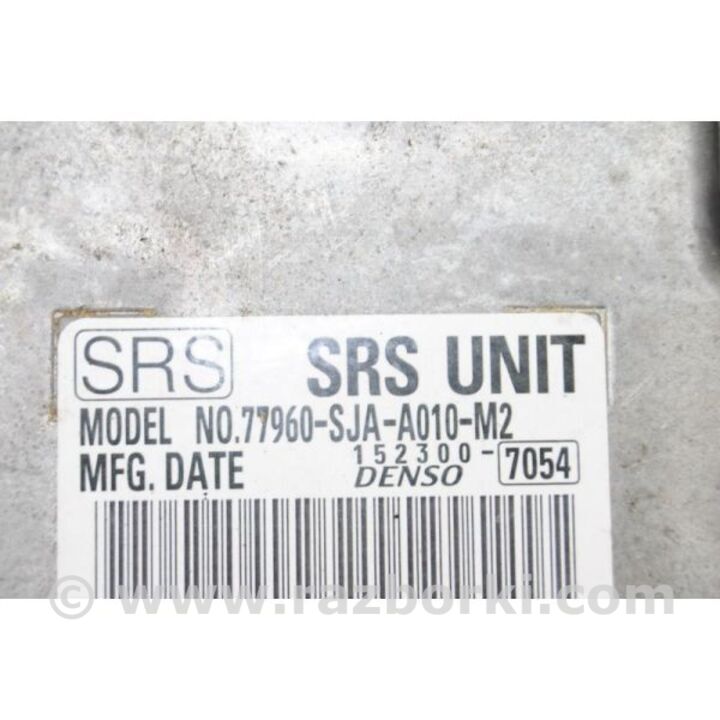 SRS SRS UNIT
MODEL NO.77960-SJA-A010-M2
MFG. DATE 152300-7054
DENSO
© www.razborki.com